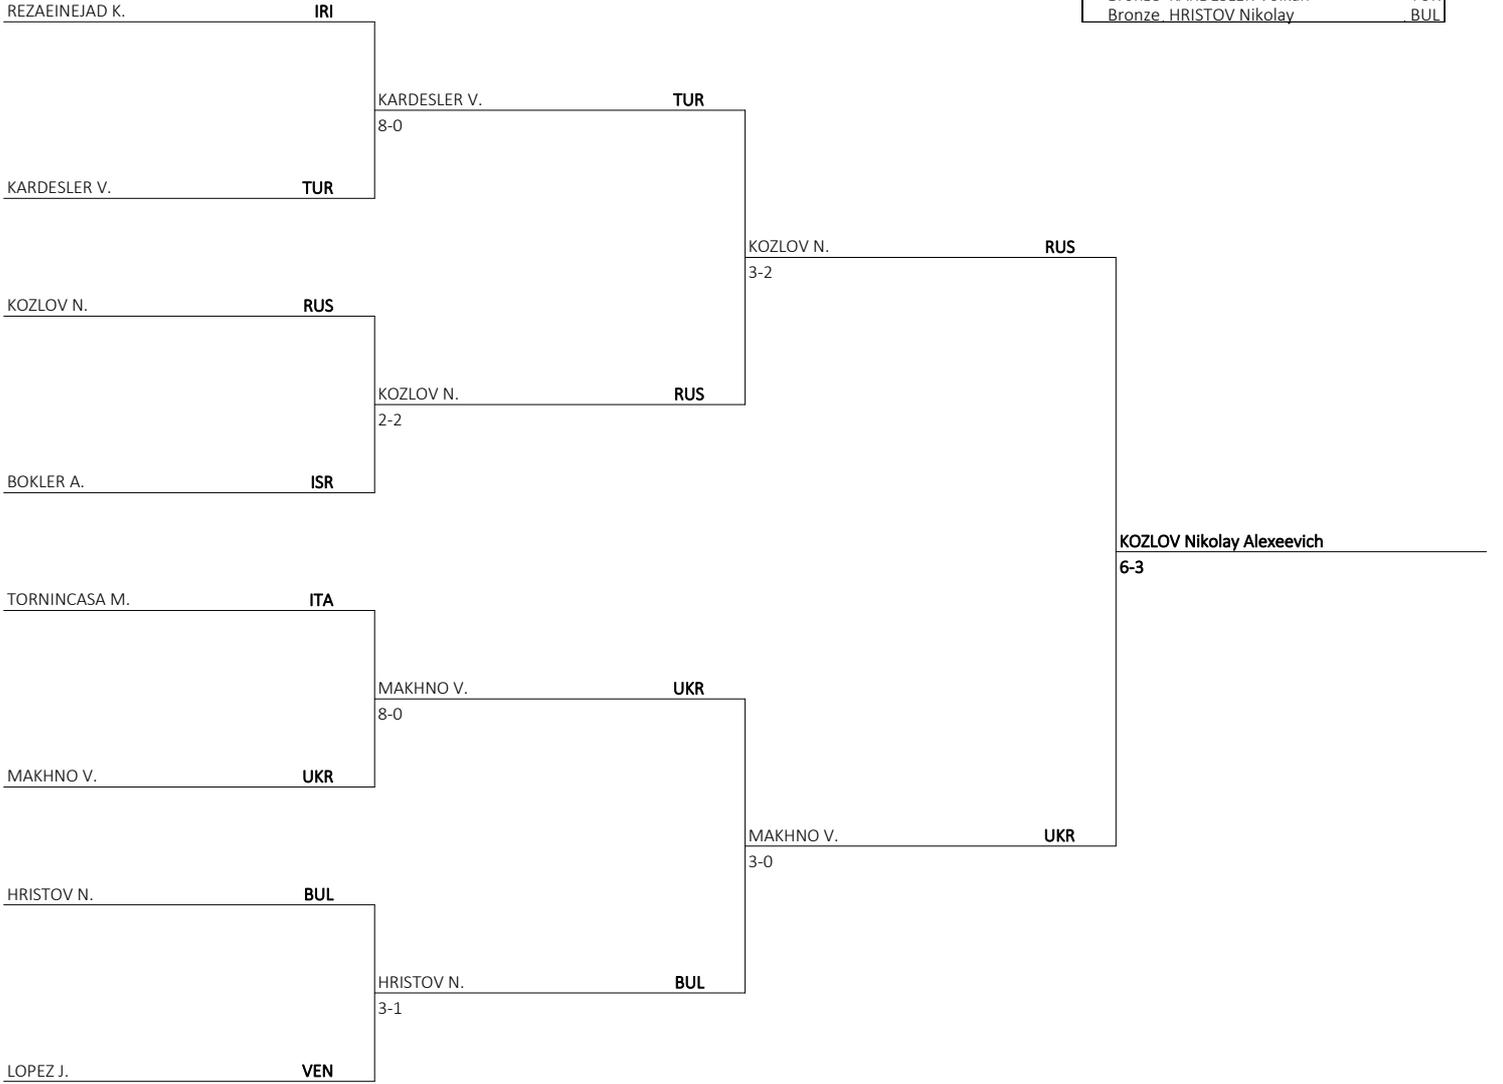 REZAEINEJAD K. IRI
Bronze HRISTOV Nikolay BUL
KARDESLER V. TUR
8-0
KARDESLER V. TUR
KOZLOV N. RUS
3-2
KOZLOV N. RUS
KOZLOV N. RUS
2-2
BOKLER A. ISR
KOZLOV Nikolay Alexeevich
6-3
TORNINCASA M. ITA
MAKHNO V. UKR
8-0
MAKHNO V. UKR
MAKHNO V. UKR
3-0
HRISTOV N. BUL
HRISTOV N. BUL
3-1
LOPEZ J. VEN